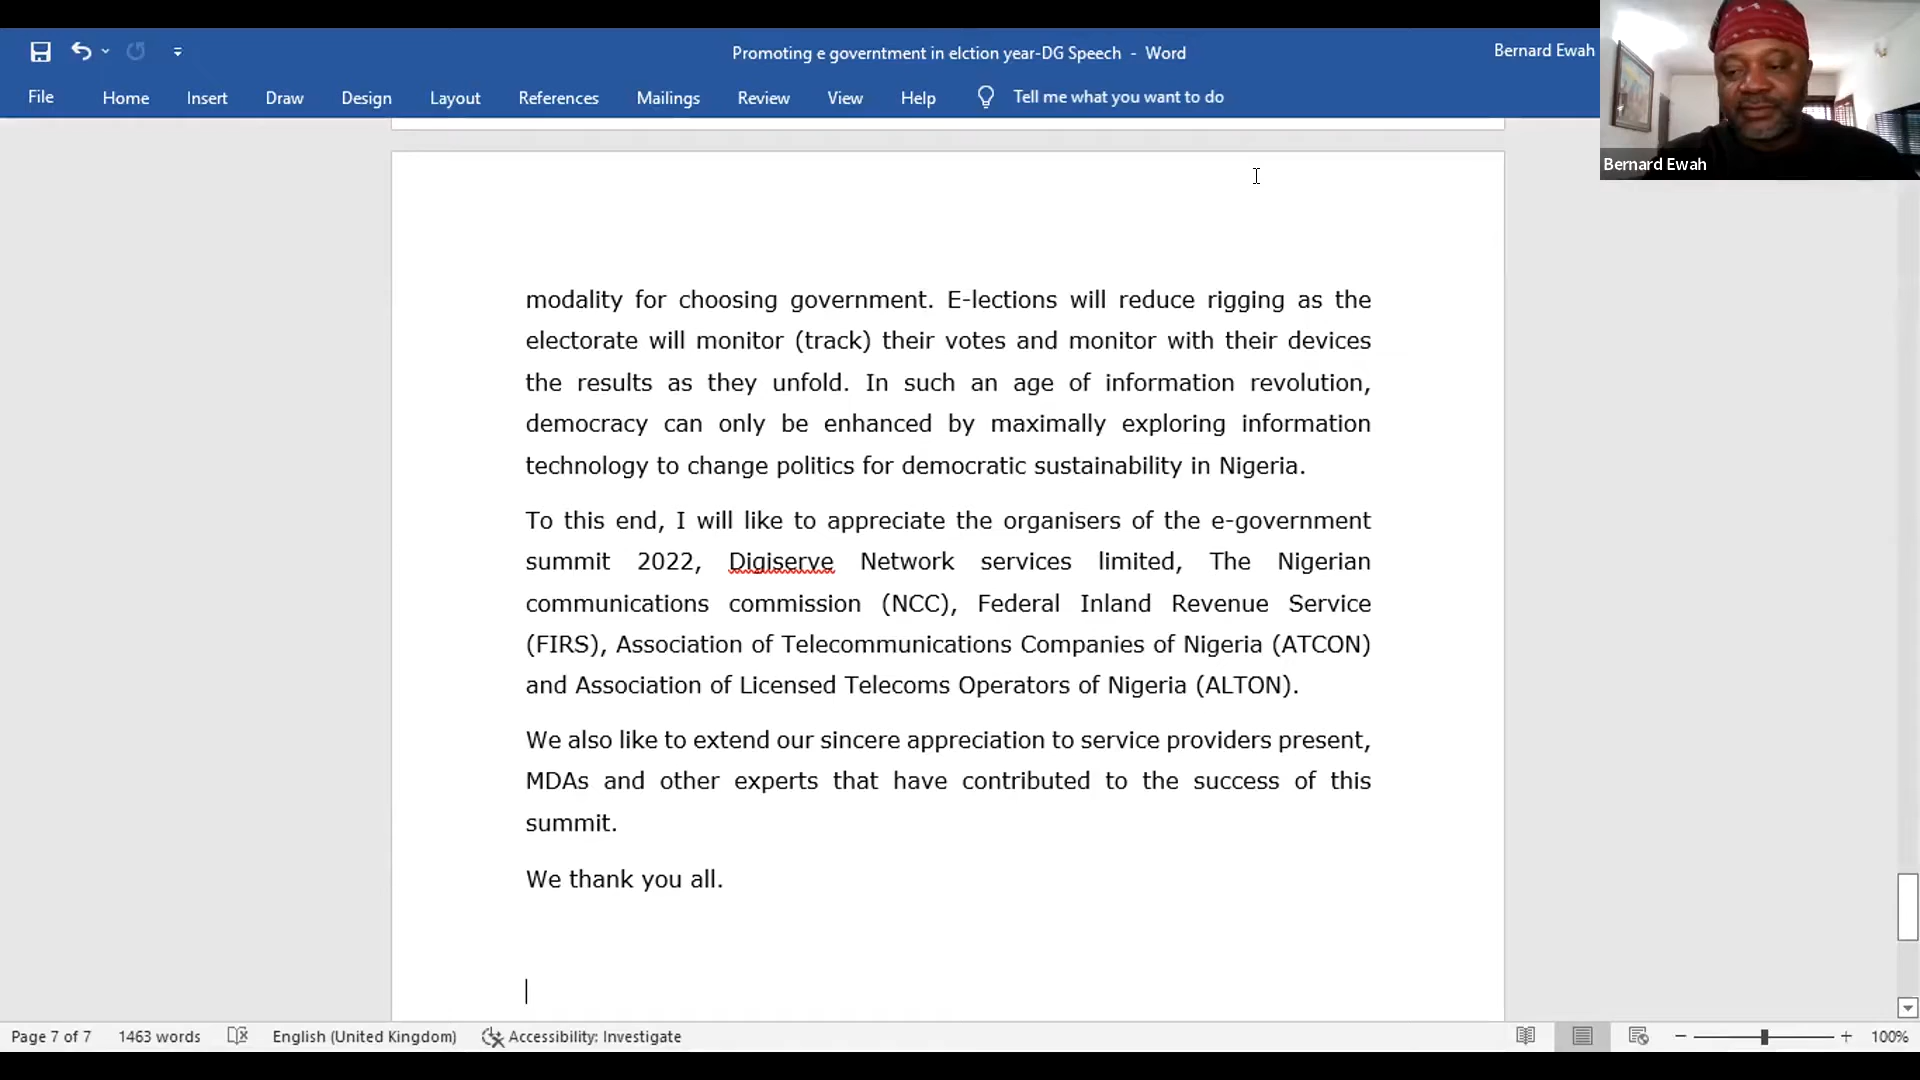 Promoting e governtment in elction year-DG Speech - Word
Bernard Ewah
File Home Insert Draw Design Layout References Mailings Review View Help Tell me what you want to do
Bernard Ewah
modality for choosing government. E-lections will reduce rigging as the
electorate will monitor (track) their votes and monitor with their devices
the results as they unfold. In such an age of information revolution,
democracy can only be enhanced by maximally exploring information
technology to change politics for democratic sustainability in Nigeria.
To this end, I will like to appreciate the organisers of the e-government
summit 2022, Digiserve Network services limited, The Nigerian
communications commission (NCC), Federal Inland Revenue Service
(FIRS), Association of Telecommunications Companies of Nigeria (ATCON)
and Association of Licensed Telecoms Operators of Nigeria (ALTON).
We also like to extend our sincere appreciation to service providers present,
MDAs and other experts that have contributed to the success of this
summit.
We thank you all.
Page 7 of 7 1463 words English (United Kingdom) Accessibility: Investigate 100%